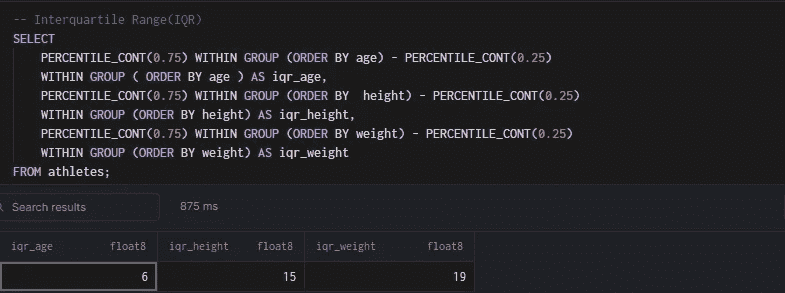 -- Interquartile Range(IQR)
SELECT
    PERCENTILE_CONT(0.75) WITHIN GROUP (ORDER BY age) - PERCENTILE_CONT(0.25)
    WITHIN GROUP ( ORDER BY age ) AS iqr_age,
    PERCENTILE_CONT(0.75) WITHIN GROUP (ORDER BY  height) - PERCENTILE_CONT(0.25)
    WITHIN GROUP (ORDER BY height) AS iqr_height,
    PERCENTILE_CONT(0.75) WITHIN GROUP (ORDER BY weight) - PERCENTILE_CONT(0.25)
    WITHIN GROUP (ORDER BY weight) AS iqr_weight
FROM athletes;
Search results 875 ms
iqr_age float8 iqr_height float8 iqr_weight float8
6 15 19